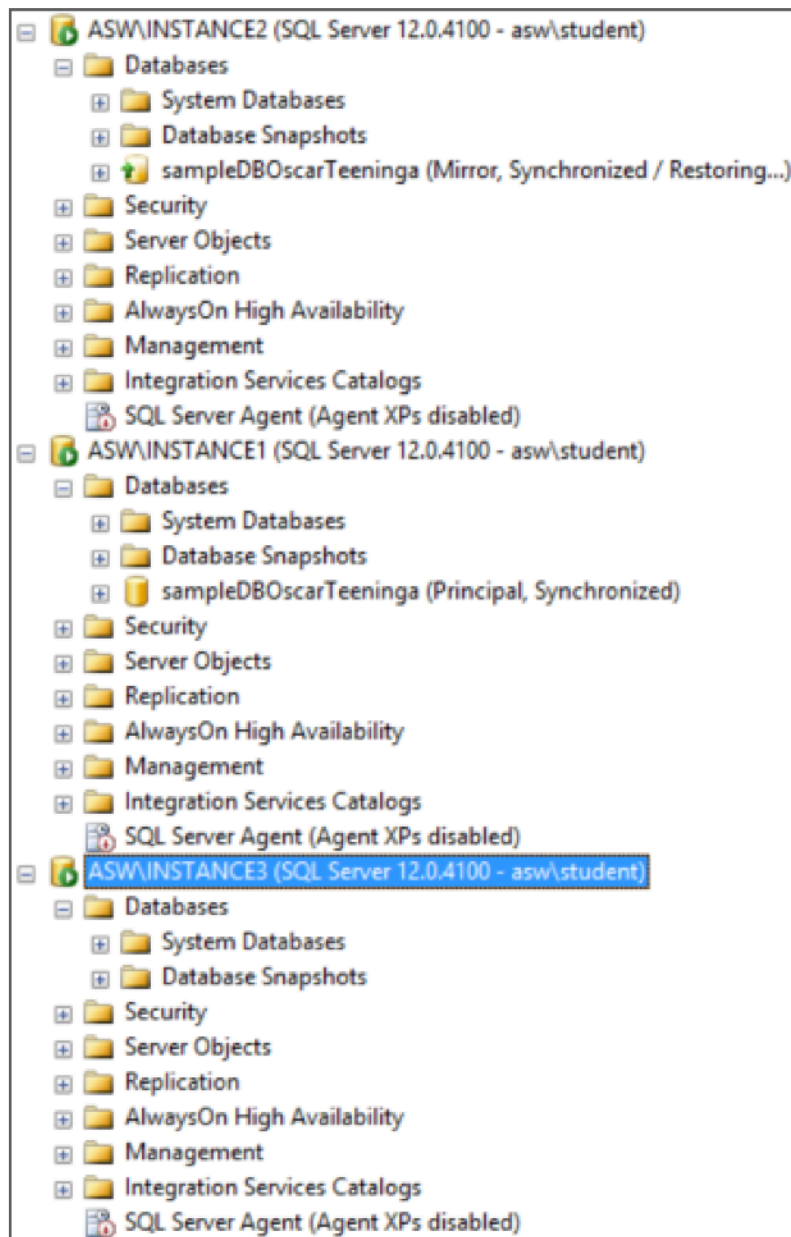 ASW\INSTANCE2 (SQL Server 12.0.4100 - asw\student)
Databases
System Databases
Database Snapshots
sampleDBOscarTeeninga (Mirror, Synchronized / Restoring...)
Security
Server Objects
Replication
AlwaysOn High Availability
Management
Integration Services Catalogs
SQL Server Agent (Agent XPs disabled)
ASW\INSTANCE1 (SQL Server 12.0.4100 - asw\student)
Databases
System Databases
Database Snapshots
sampleDBOscarTeeninga (Principal, Synchronized)
Security
Server Objects
Replication
AlwaysOn High Availability
Management
Integration Services Catalogs
SQL Server Agent (Agent XPs disabled)
ASW\INSTANCE3 (SQL Server 12.0.4100 - asw\student)
Databases
System Databases
Database Snapshots
Security
Server Objects
Replication
AlwaysOn High Availability
Management
Integration Services Catalogs
SQL Server Agent (Agent XPs disabled)